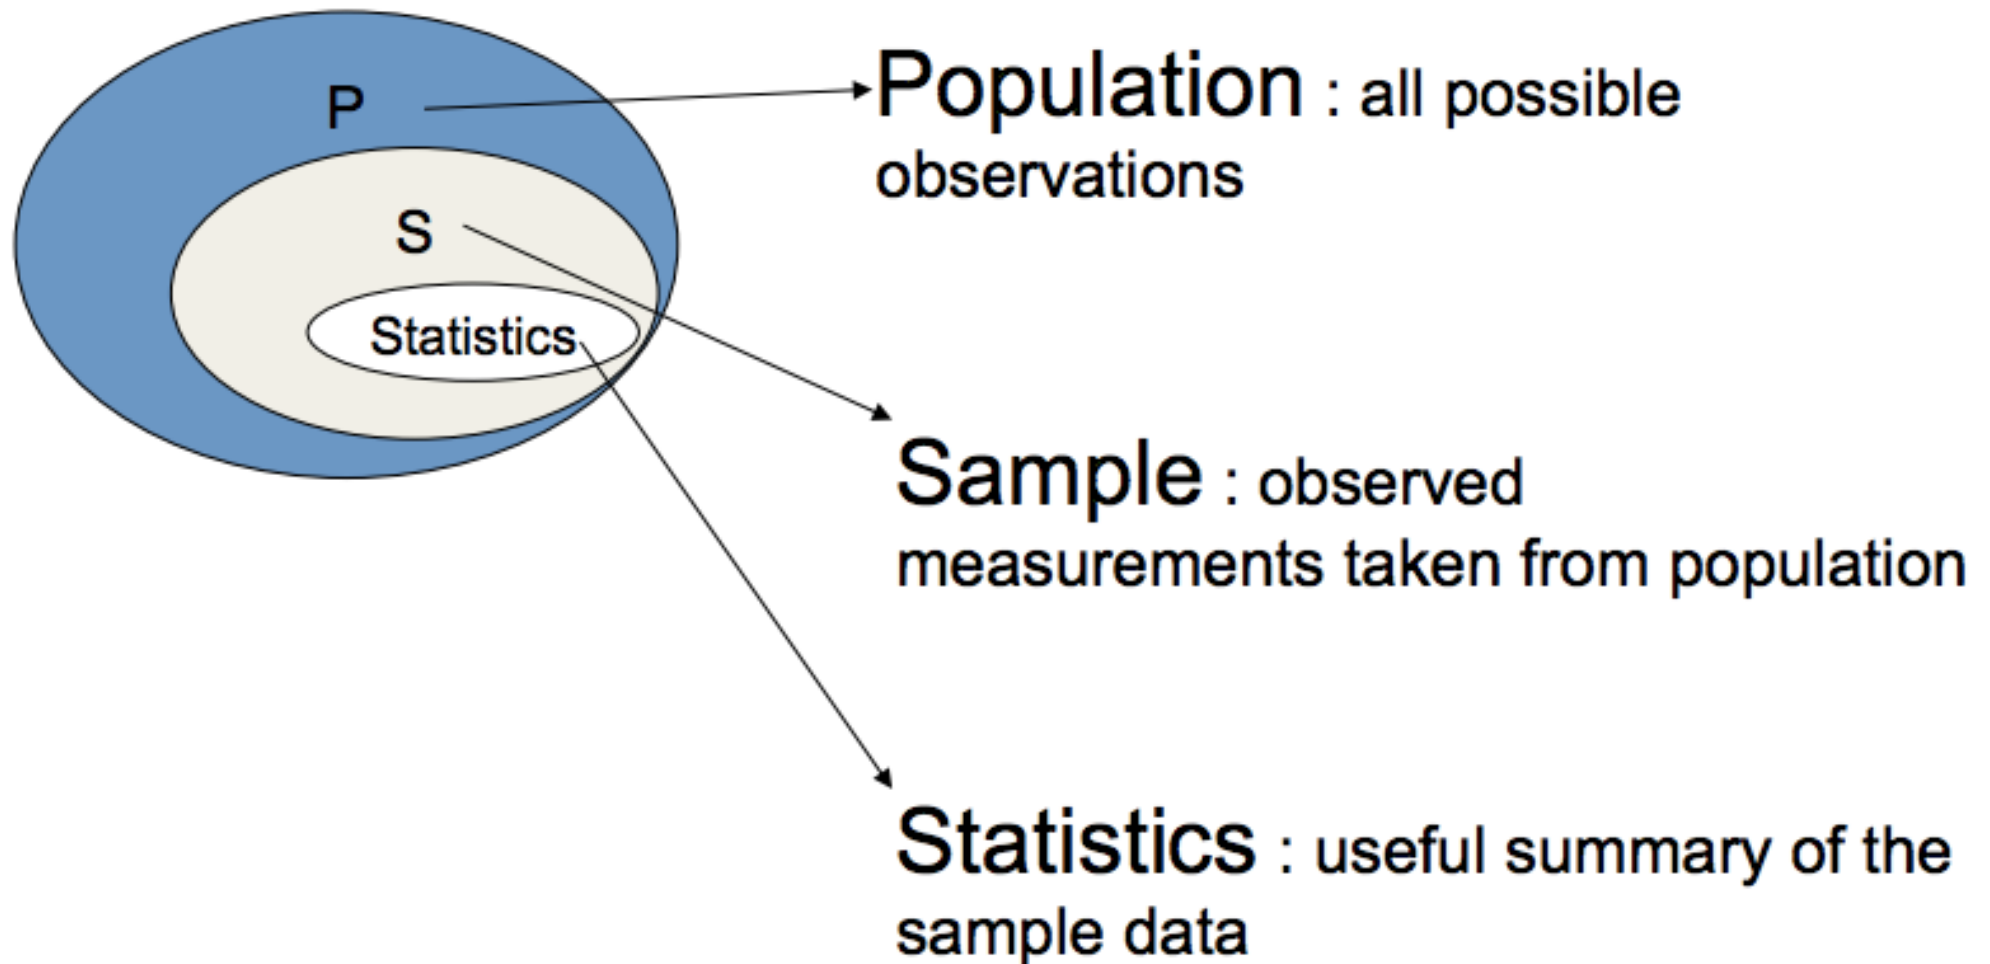 P
Population : all possible
observations
S
Statistics
Sample : observed
measurements taken from population
Statistics : useful summary of the
sample data